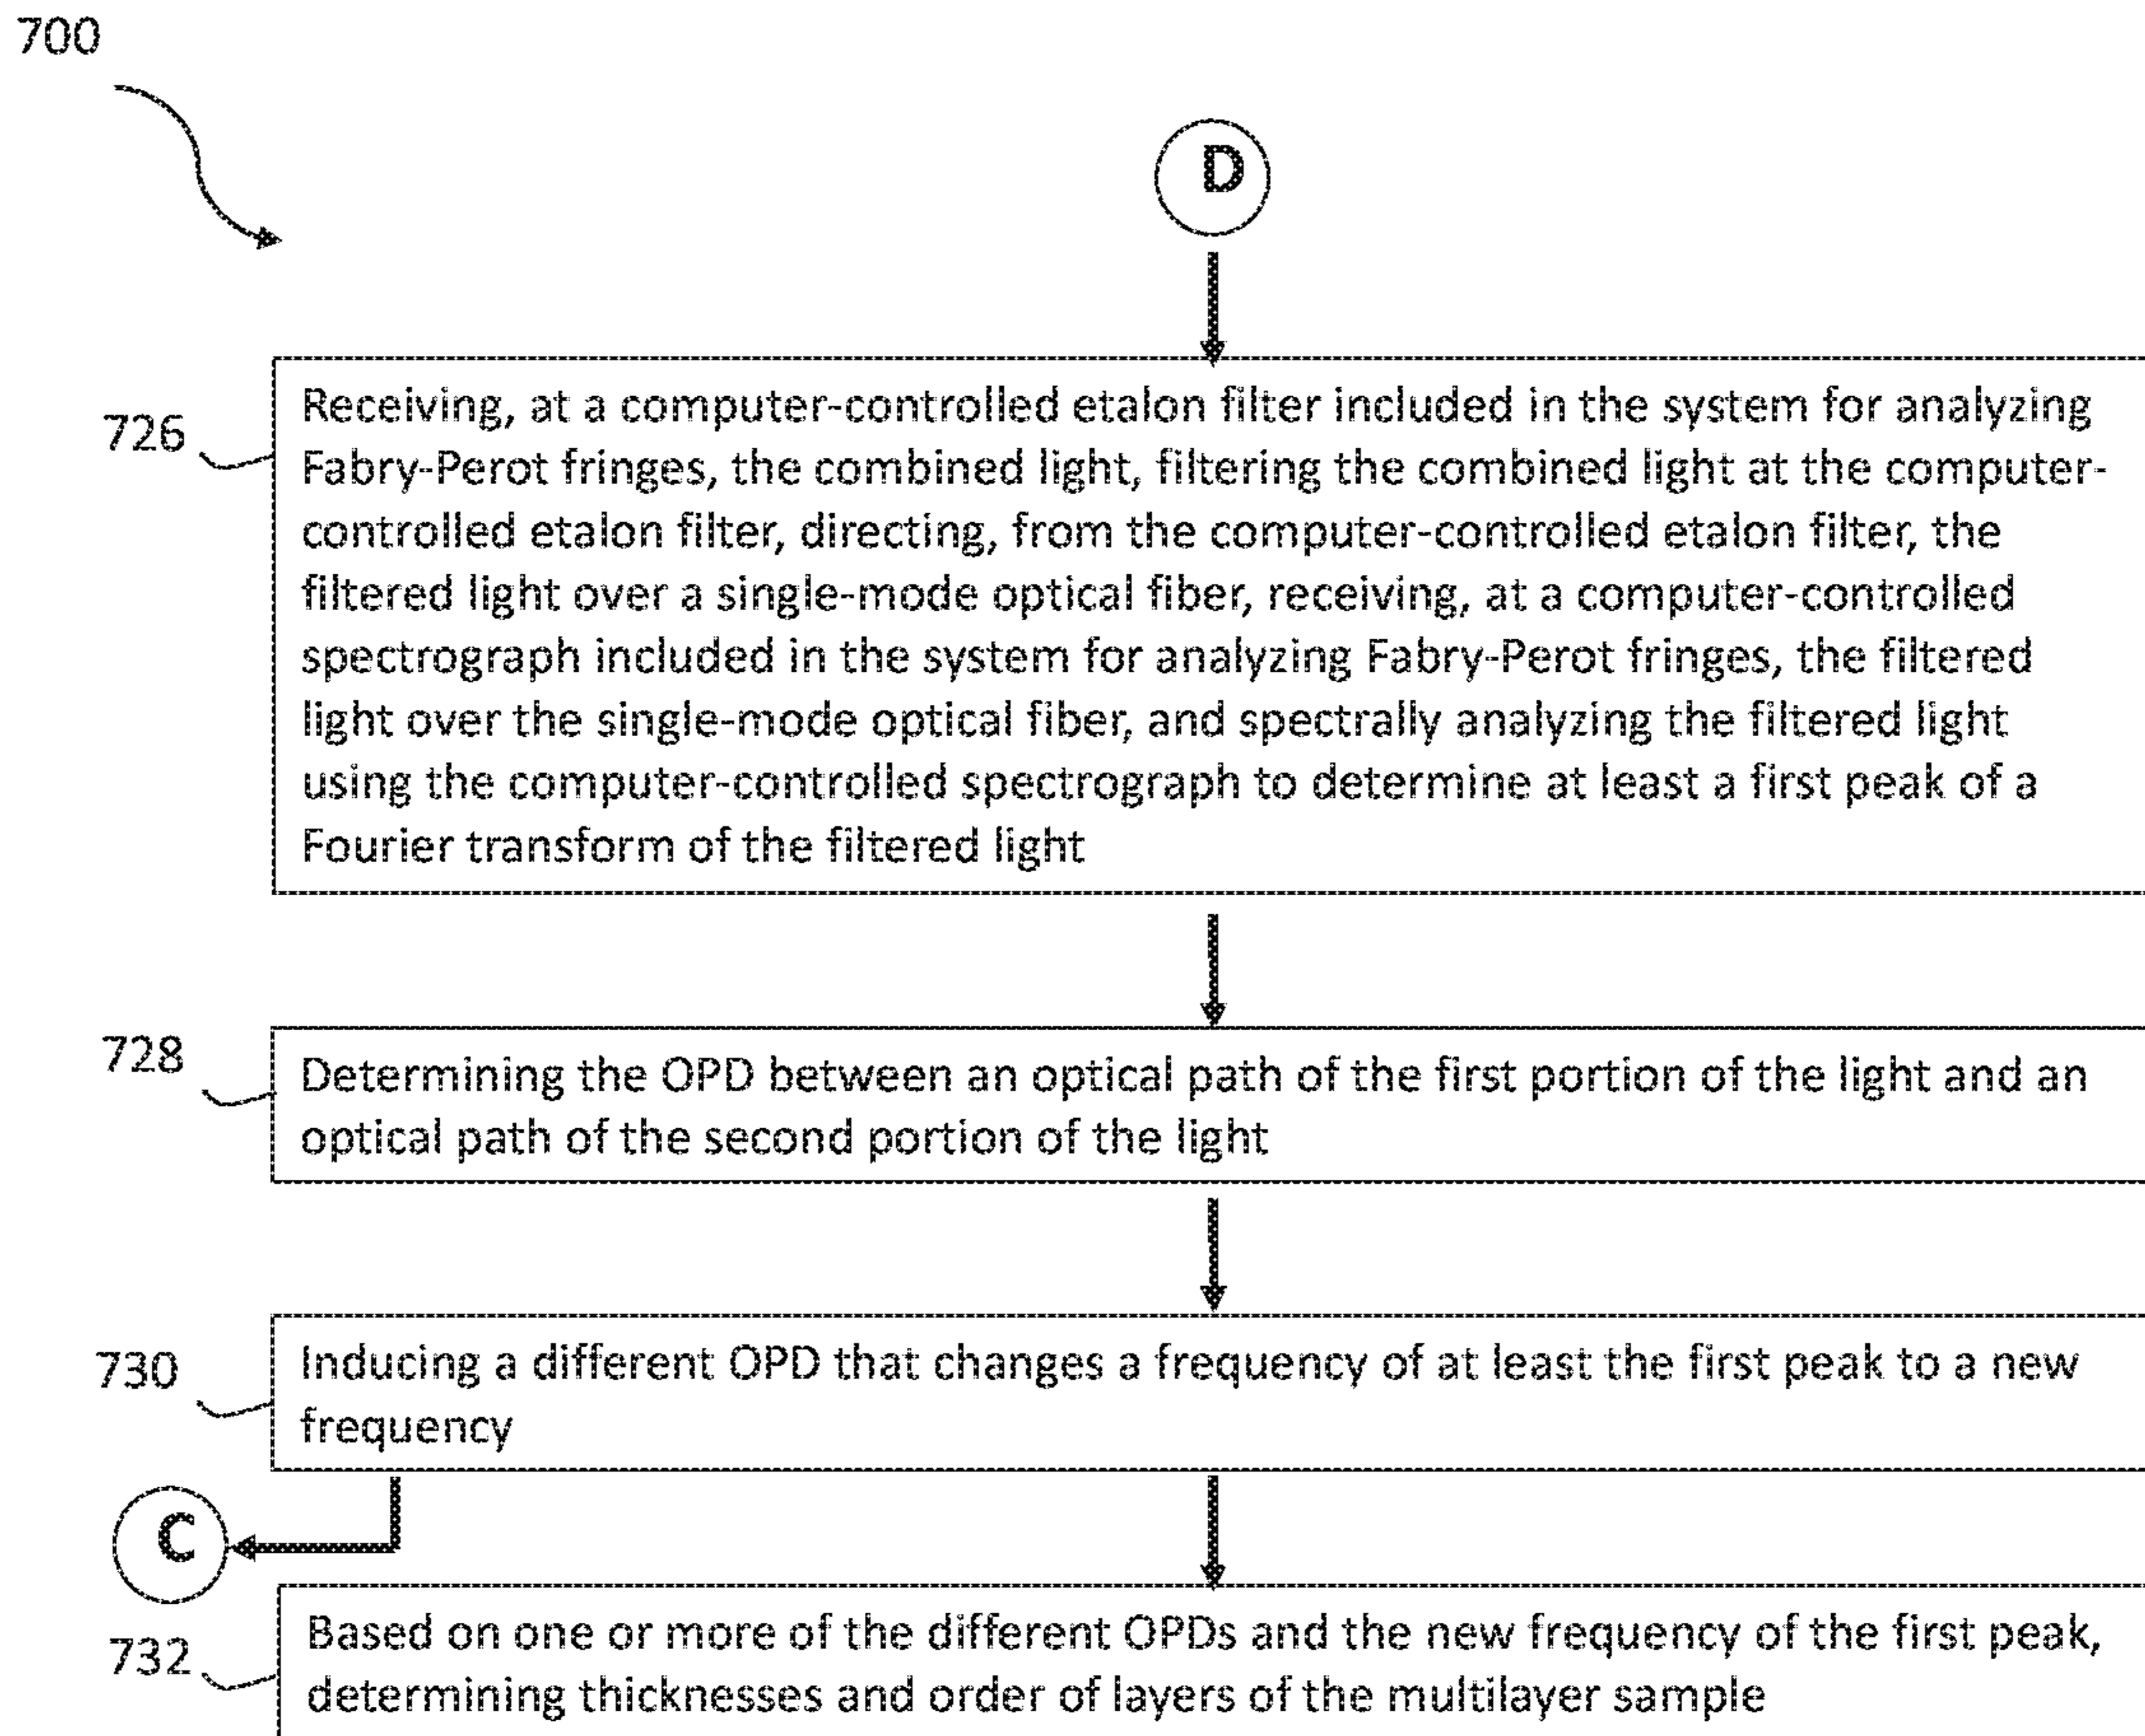 700
D
726
Receiving, at a computer-controlled etalon filter included in the system for analyzing
Fabry-Perot fringes, the combined light, filtering the combined light at the computer-
controlled etalon filter, directing, from the computer-controlled etalon filter, the
filtered light over a single-mode optical fiber, receiving, at a computer-controlled
spectrograph included in the system for analyzing Fabry-Perot fringes, the filtered
light over the single-mode optical fiber, and spectrally analyzing the filtered light
using the computer-controlled spectrograph to determine at least a first peak of a
Fourier transform of the filtered light
728
Determining the OPD between an optical path of the first portion of the light and an
optical path of the second portion of the light
730
Inducing a different OPD that changes a frequency of at least the first peak to a new
frequency
C
732
Based on one or more of the different OPDs and the new frequency of the first peak,
determining thicknesses and order of layers of the multilayer sample